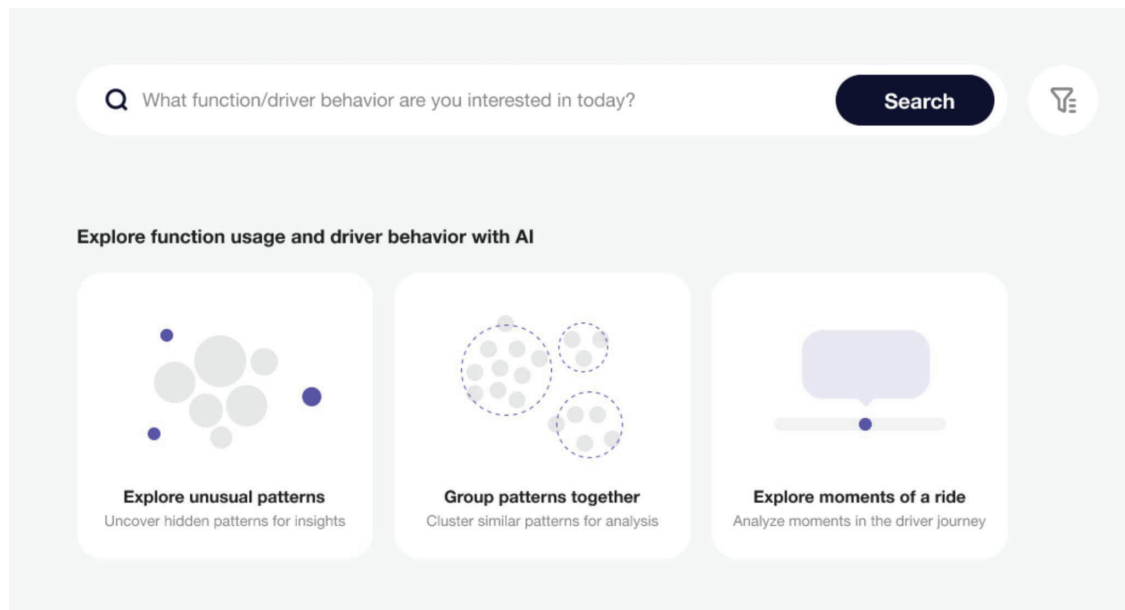 What function/driver behavior are you interested in today?
Search
Explore function usage and driver behavior with AI
Explore unusual patterns
Uncover hidden patterns for insights
Group patterns together
Cluster similar patterns for analysis
Explore moments of a ride
Analyze moments in the driver journey